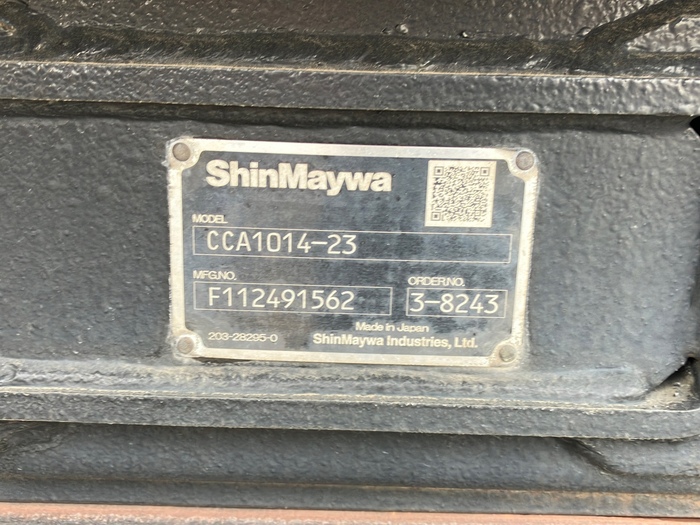 ShinMaywa
MODEL
CCA1014-23
MFG.NO. ORDER.NO.
F112491562 3-8243
Made in Japan
203-28295-0 ShinMaywa Industries, Ltd.